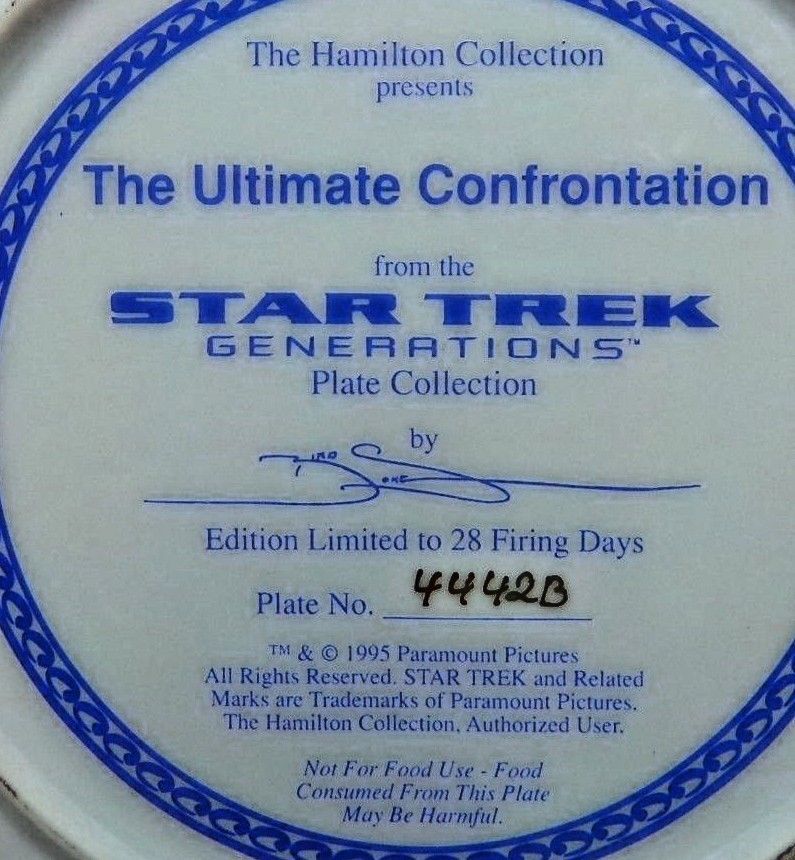 The Hamilton Collection
presents
The Ultimate Confrontation
from the
STAR TREK
GENERATIONS™
Plate Collection
by
Edition Limited to 28 Firing Days
Plate No. 4442B
TM & © 1995 Paramount Pictures
All Rights Reserved. STAR TREK and Related
Marks are Trademarks of Paramount Pictures.
The Hamilton Collection, Authorized User.
Not For Food Use - Food
Consumed From This Plate
May Be Harmful.